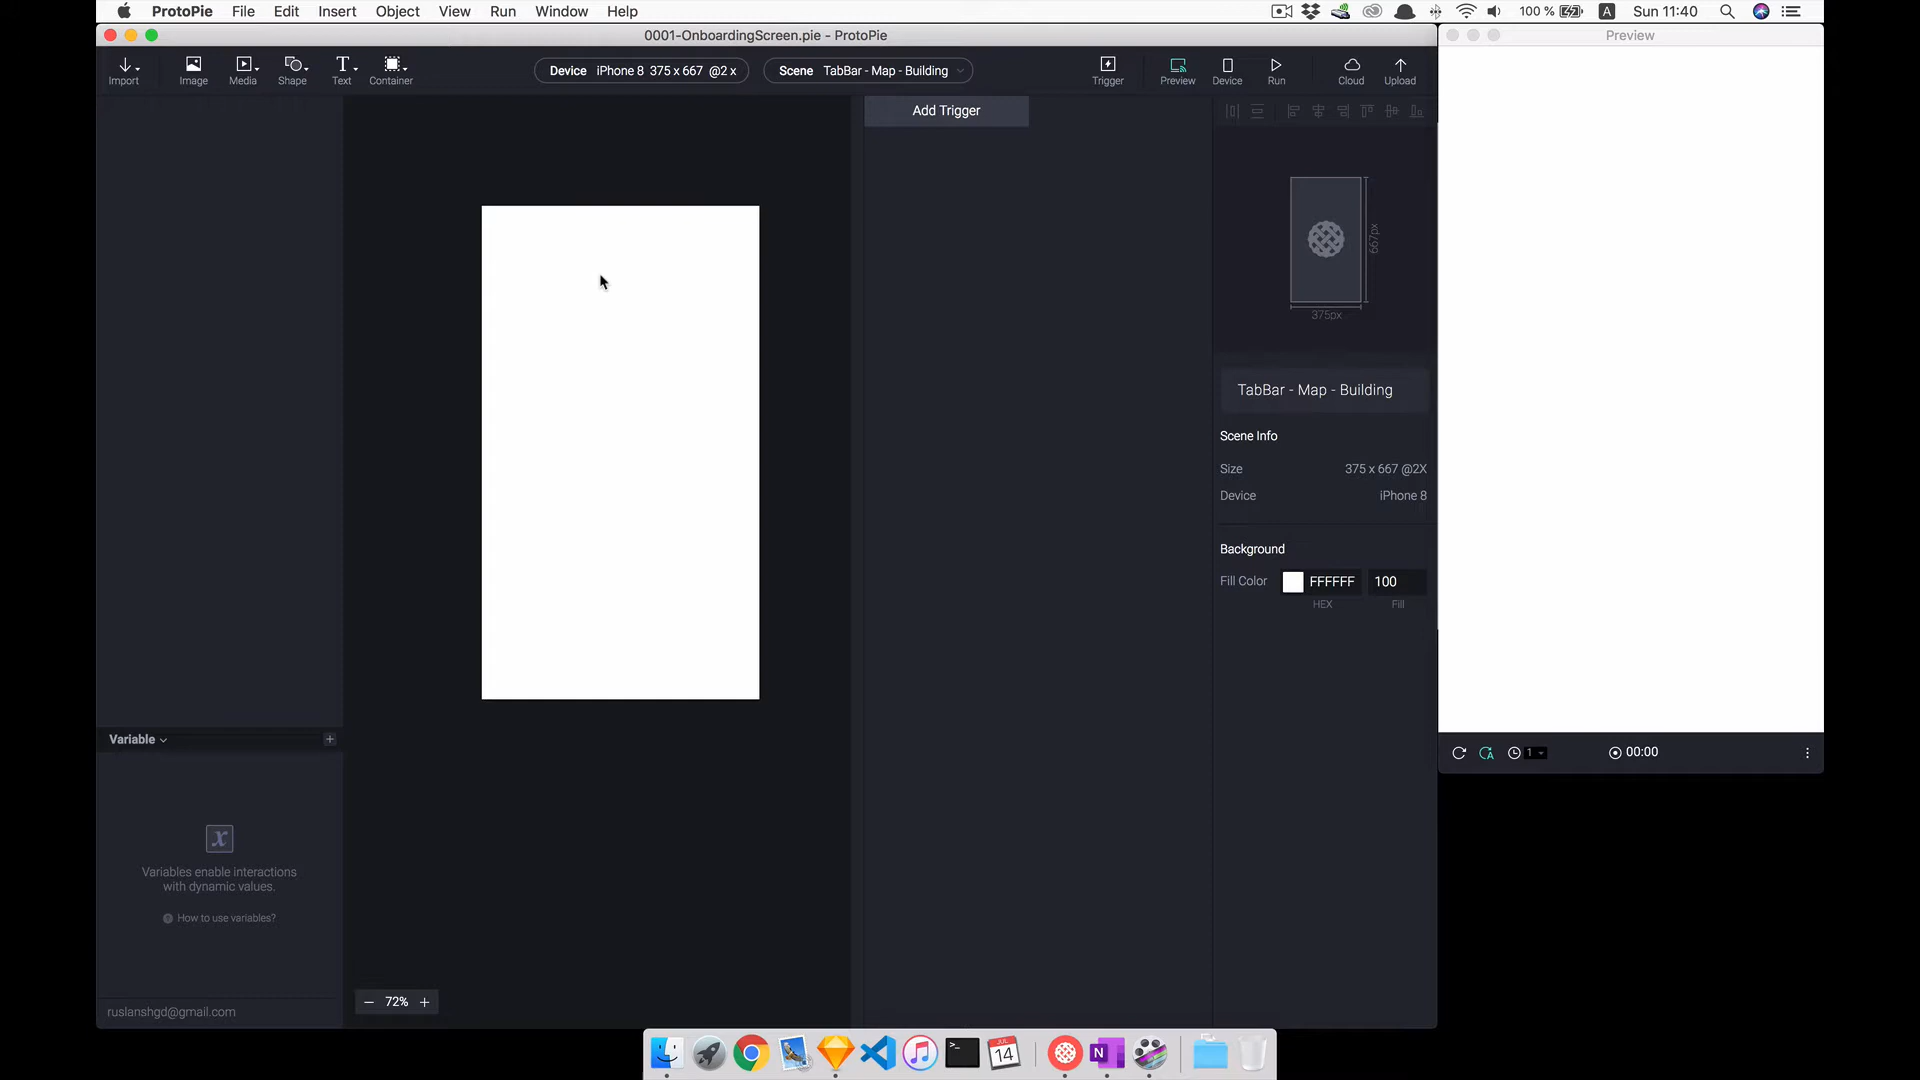 ProtoPie File Edit Insert Object View Run Window Help
100 % A Sun 11:40
0001-OnboardingScreen.pie - ProtoPie
Preview
Import Image Media Shape Text Container
Device iPhone 8 375 x 667 @2 x
Scene TabBar - Map - Building
Trigger Preview Device Run Cloud Upload
Add Trigger
667px
375px
TabBar - Map - Building
Scene Info
Size 375 x 667 @2X
Device iPhone 8
Background
Fill Color FFFFFF 100
HEX Fill
Variable
x
Variables enable interactions
with dynamic values.
? How to use variables?
72%
ruslanshgd@gmail.com
A 1 00:00
>_ JUL
14
N